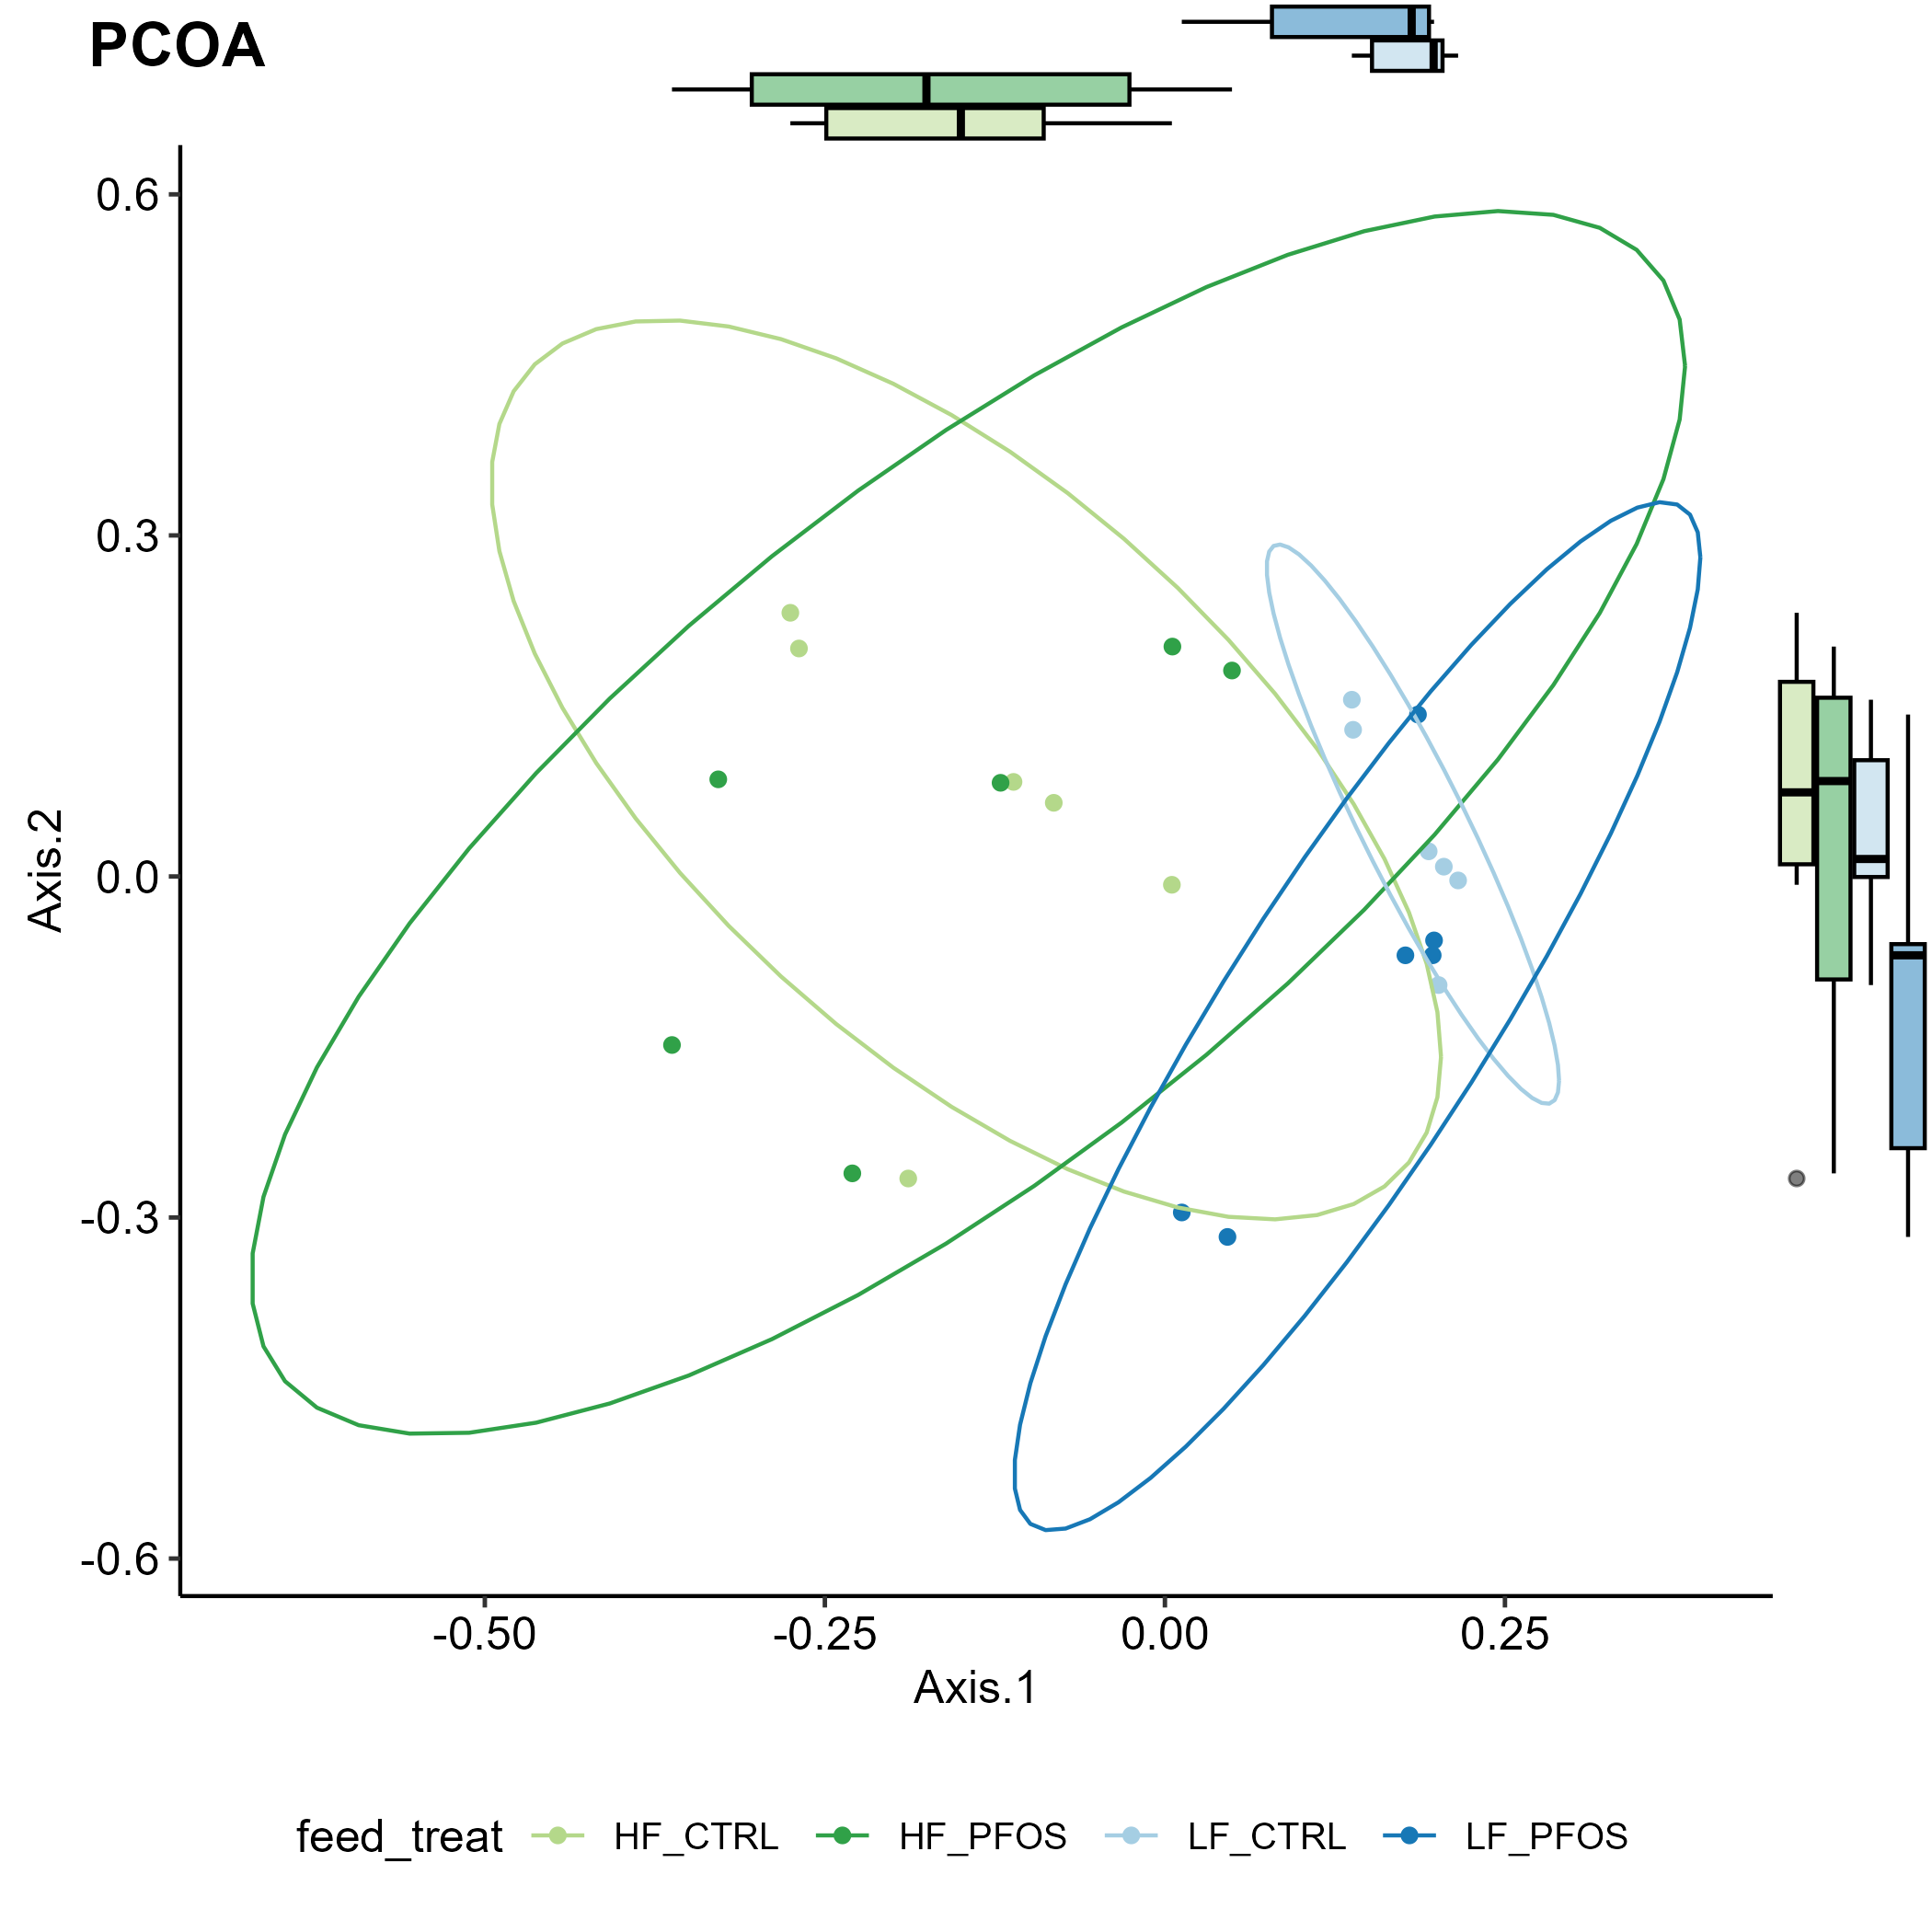 PCOA
0.6
0.3
0.0
-0.3
-0.6
Axis.2
-0.50 -0.25 0.00 0.25
Axis.1
feed_treat HF_CTRL HF_PFOS LF_CTRL LF_PFOS